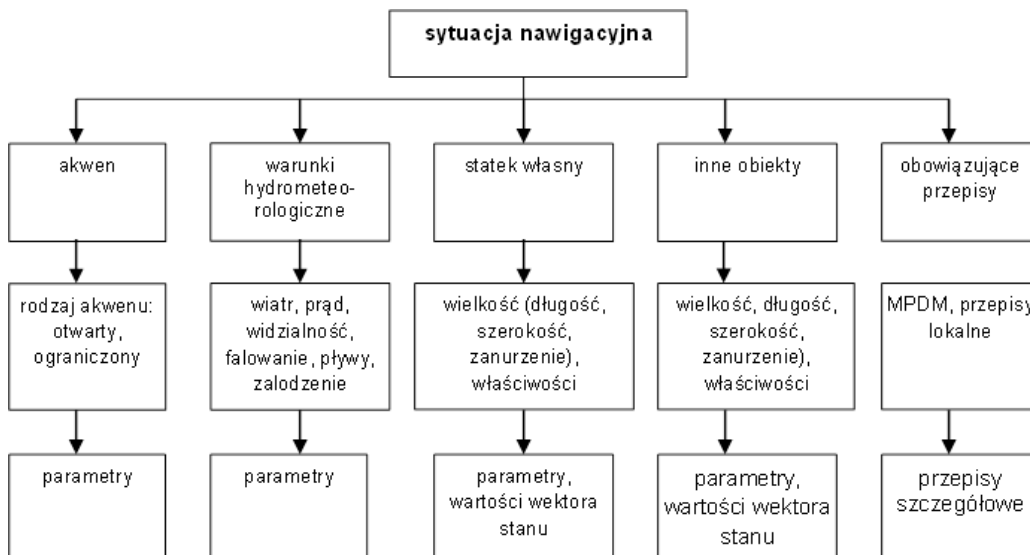 sytuacja nawigacyjna
akwen
warunki
hydrometeo-
rologiczne
statek własny
inne obiekty
obowiązujące
przepisy
rodzaj akwenu:
otwarty,
ograniczony
wiatr, prąd,
widzialność,
falowanie, pływy,
zalodzenie
wielkość (długość,
szerokość,
zanurzenie),
właściwości
wielkość, długość,
szerokość,
zanurzenie),
właściwości
MPDM, przepisy
lokalne
parametry
parametry
parametry,
wartości wektora
stanu
parametry,
wartości wektora
stanu
przepisy
szczegółowe